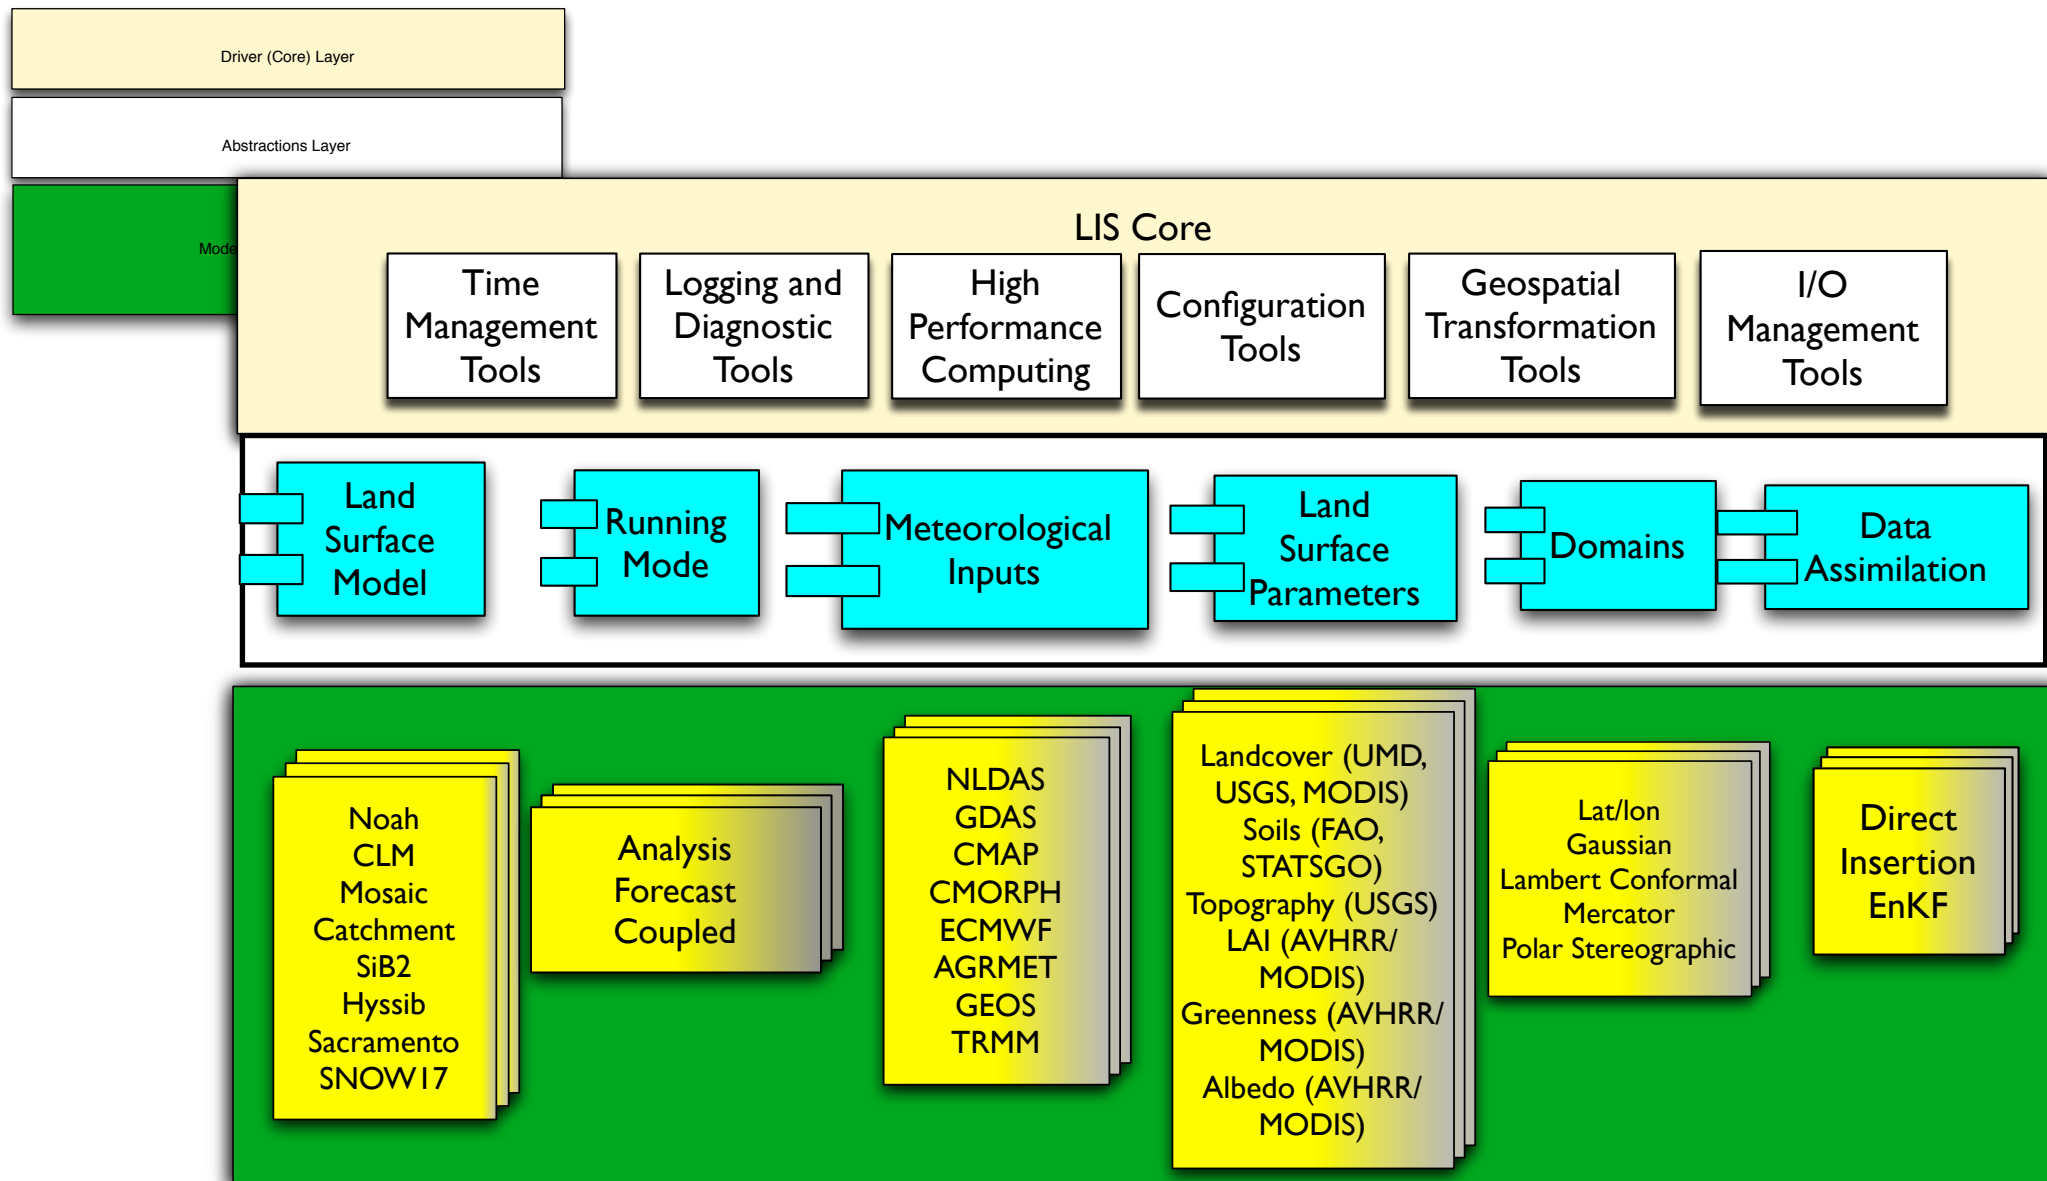 Driver (Core) Layer
Abstractions Layer
LIS Core
Time
Management
Tools
Logging and
Diagnostic
Tools
High
Performance
Computing
Configuration
Tools
Geospatial
Transformation
Tools
I/O
Management
Tools
Land
Surface
Model
Running
Mode
Meteorological
Inputs
Land
Surface
Parameters
Domains
Data
Assimilation
Noah
CLM
Mosaic
Catchment
SiB2
Hyssib
Sacramento
SNOW17
Analysis
Forecast
Coupled
NLDAS
GDAS
CMAP
CMORPH
ECMWF
AGRMET
GEOS
TRMM
Landcover (UMD,
USGS, MODIS)
Soils (FAO,
STATSGO)
Topography (USGS)
LAI (AVHRR/
MODIS)
Greenness (AVHRR/
MODIS)
Albedo (AVHRR/
MODIS)
Lat/lon
Gaussian
Lambert Conformal
Mercator
Polar Stereographic
Direct
Insertion
EnKF